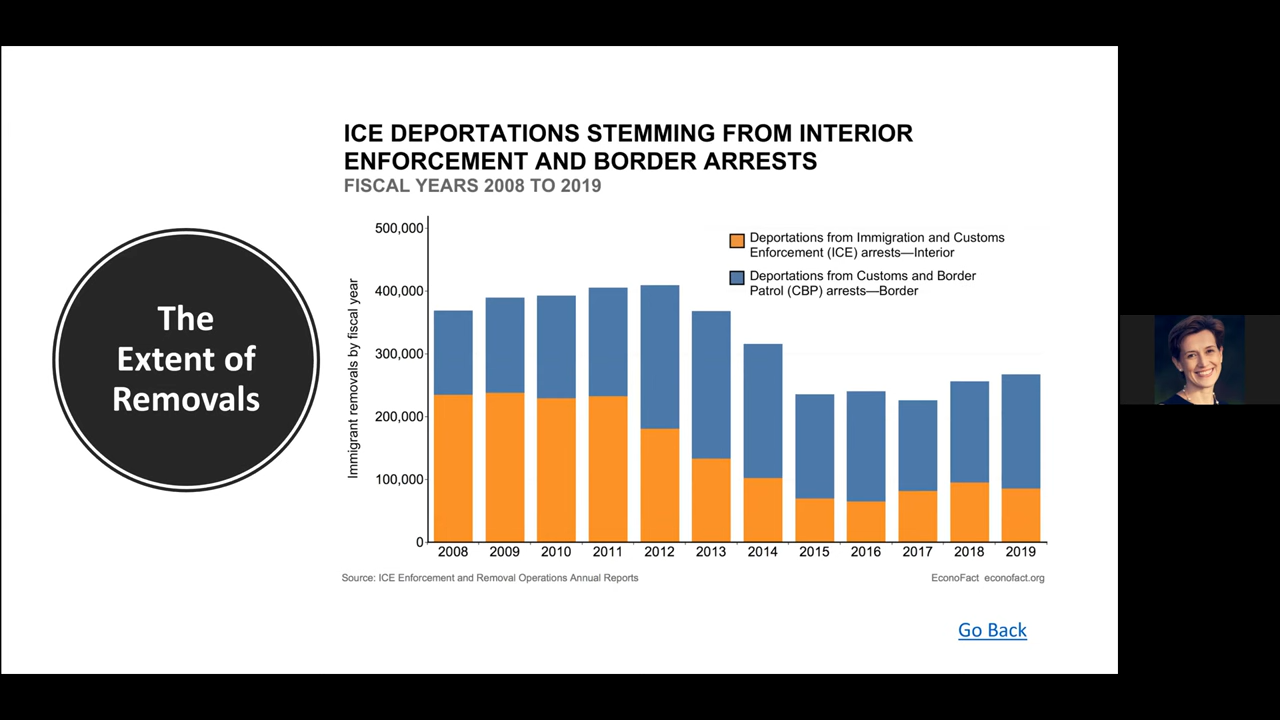 ICE DEPORTATIONS STEMMING FROM INTERIOR
ENFORCEMENT AND BORDER ARRESTS
FISCAL YEARS 2008 TO 2019
The
Extent of
Removals
Immigrant removals by fiscal year
500,000
400,000
300,000
200,000
100,000
0
Deportations from Immigration and Customs
Enforcement (ICE) arrests—Interior
Deportations from Customs and Border
Patrol (CBP) arrests—Border
2008 2009 2010 2011 2012 2013 2014 2015 2016 2017 2018 2019
Source: ICE Enforcement and Removal Operations Annual Reports
EconoFact econofact.org
Go Back